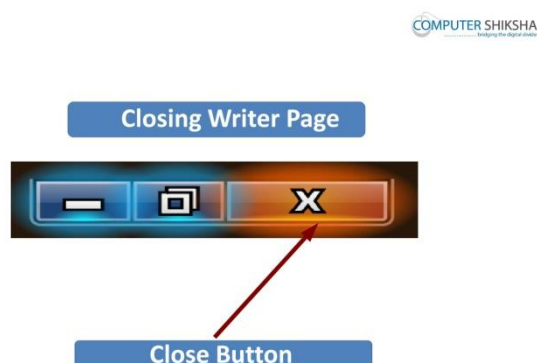 COMPUTER SHIKSHA
bridging the digital divide
Closing Writer Page
X
Close Button